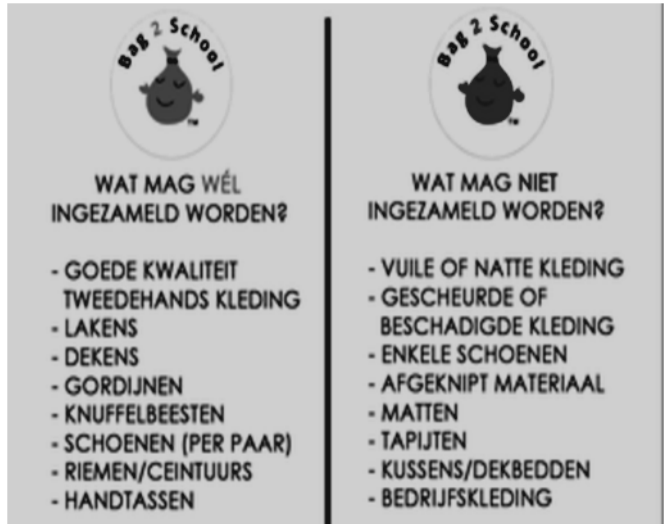 Bag 2 School
TM
WAT MAG WÉL
INGEZAMELD WORDEN?
- GOEDE KWALITEIT
TWEEDEHANDS KLEDING
- LAKENS
- DEKENS
- GORDIJNEN
- KNUFFELBEESTEN
- SCHOENEN (PER PAAR)
- RIEMEN/CEINTUURS
- HANDTASSEN
Bag 2 School
TM
WAT MAG NIET
INGEZAMELD WORDEN?
- VUILE OF NATTE KLEDING
- GESCHEURDE OF
BESCHADIGDE KLEDING
- ENKELE SCHOENEN
- AFGEKNIPT MATERIAAL
- MATTEN
- TAPIJTEN
- KUSSENS/DEKBEDDEN
- BEDRIJFSKLEDING